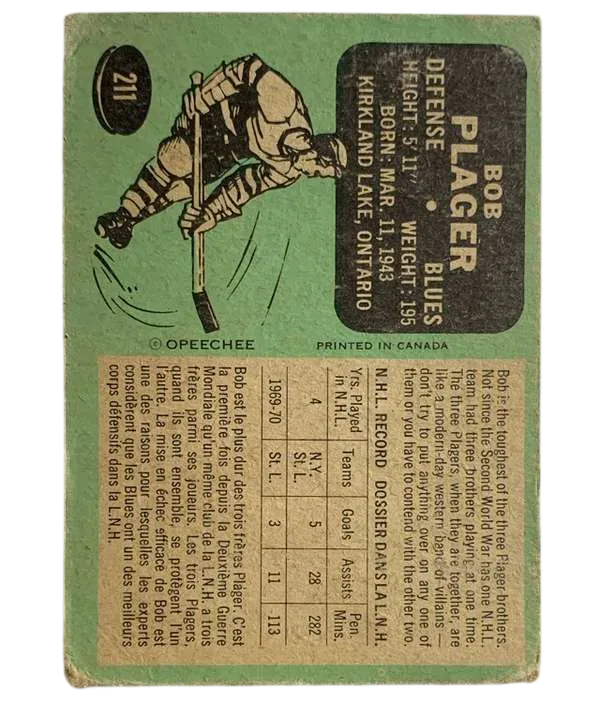 211
BOB
PLAGER
DEFENSE • BLUES
HEIGHT: 5' 11" WEIGHT: 195
BORN: MAR. 11, 1943
KIRKLAND LAKE, ONTARIO
© OPEECHEE PRINTED IN CANADA
Bob is the toughest of the three Plager brothers.
Not since the Second World War has one N.H.L.
team had three brothers playing at one time.
The three Plagers, when they are together, are
like a modern-day western band of villains —
don't try to put anything over on any one of
them or you have to contend with the other two.
N.H.L. RECORD DOSSIER DANS LA L.N.H.
Yrs. Played in N.H.L. Teams Goals Assists Pen. Mins.
4 N.Y.- St. L. 5 28 282
1969-70 St. L. 3 11 113
Bob est le plus dur des trois frères Plager. C'est
la première fois depuis la Deuxième Guerre
Mondiale qu'un même club de la L.N.H. a trois
frères parmi ses joueurs. Les trois Plagers,
quand ils sont ensemble, se protègent l'un
l'autre. La mise en échec efficace de Bob est
une des raisons pour lesquelles les experts
considèrent que les Blues ont un des meilleurs
corps défensifs dans la L.N.H.